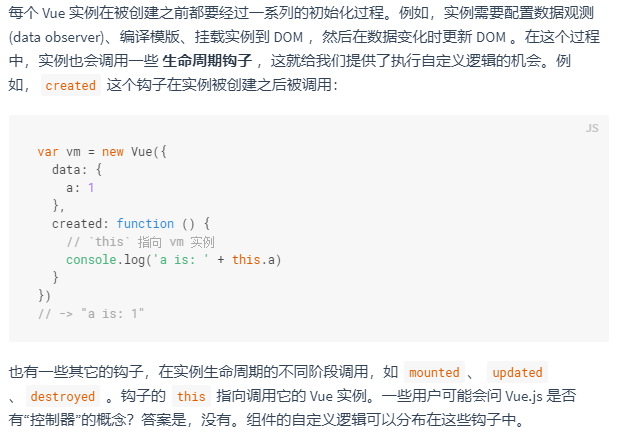 每个 Vue 实例在被创建之前都要经过一系列的初始化过程。例如，实例需要配置数据观测
(data observer)、编译模版、挂载实例到 DOM ，然后在数据变化时更新 DOM 。在这个过程
中，实例也会调用一些 生命周期钩子 ，这就给我们提供了执行自定义逻辑的机会。例
如， created 这个钩子在实例被创建之后被调用：
JS
var vm = new Vue({
  data: {
    a: 1
  },
  created: function () {
    // `this` 指向 vm 实例
    console.log('a is: ' + this.a)
  }
})
// -> "a is: 1"
也有一些其它的钩子，在实例生命周期的不同阶段调用，如 mounted 、 updated
、 destroyed 。钩子的 this 指向调用它的 Vue 实例。一些用户可能会问 Vue.js 是否
有“控制器”的概念？答案是，没有。组件的自定义逻辑可以分布在这些钩子中。